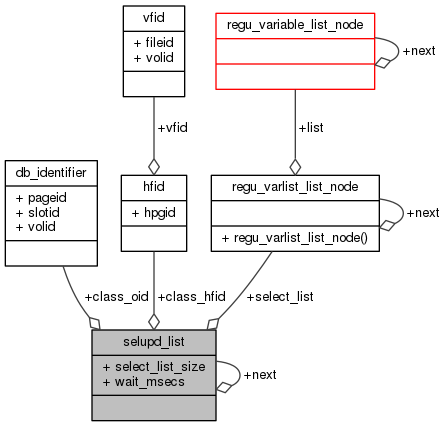 vfid
+ fileid
+ volid
regu_variable_list_node
+next
+vfid
+list
db_identifier
+ pageid
+ slotid
+ volid
hfid
+ hpgid
regu_varlist_list_node
+ regu_varlist_list_node()
+next
+class_oid
+class_hfid
+select_list
selupd_list
+ select_list_size
+ wait_msecs
+next